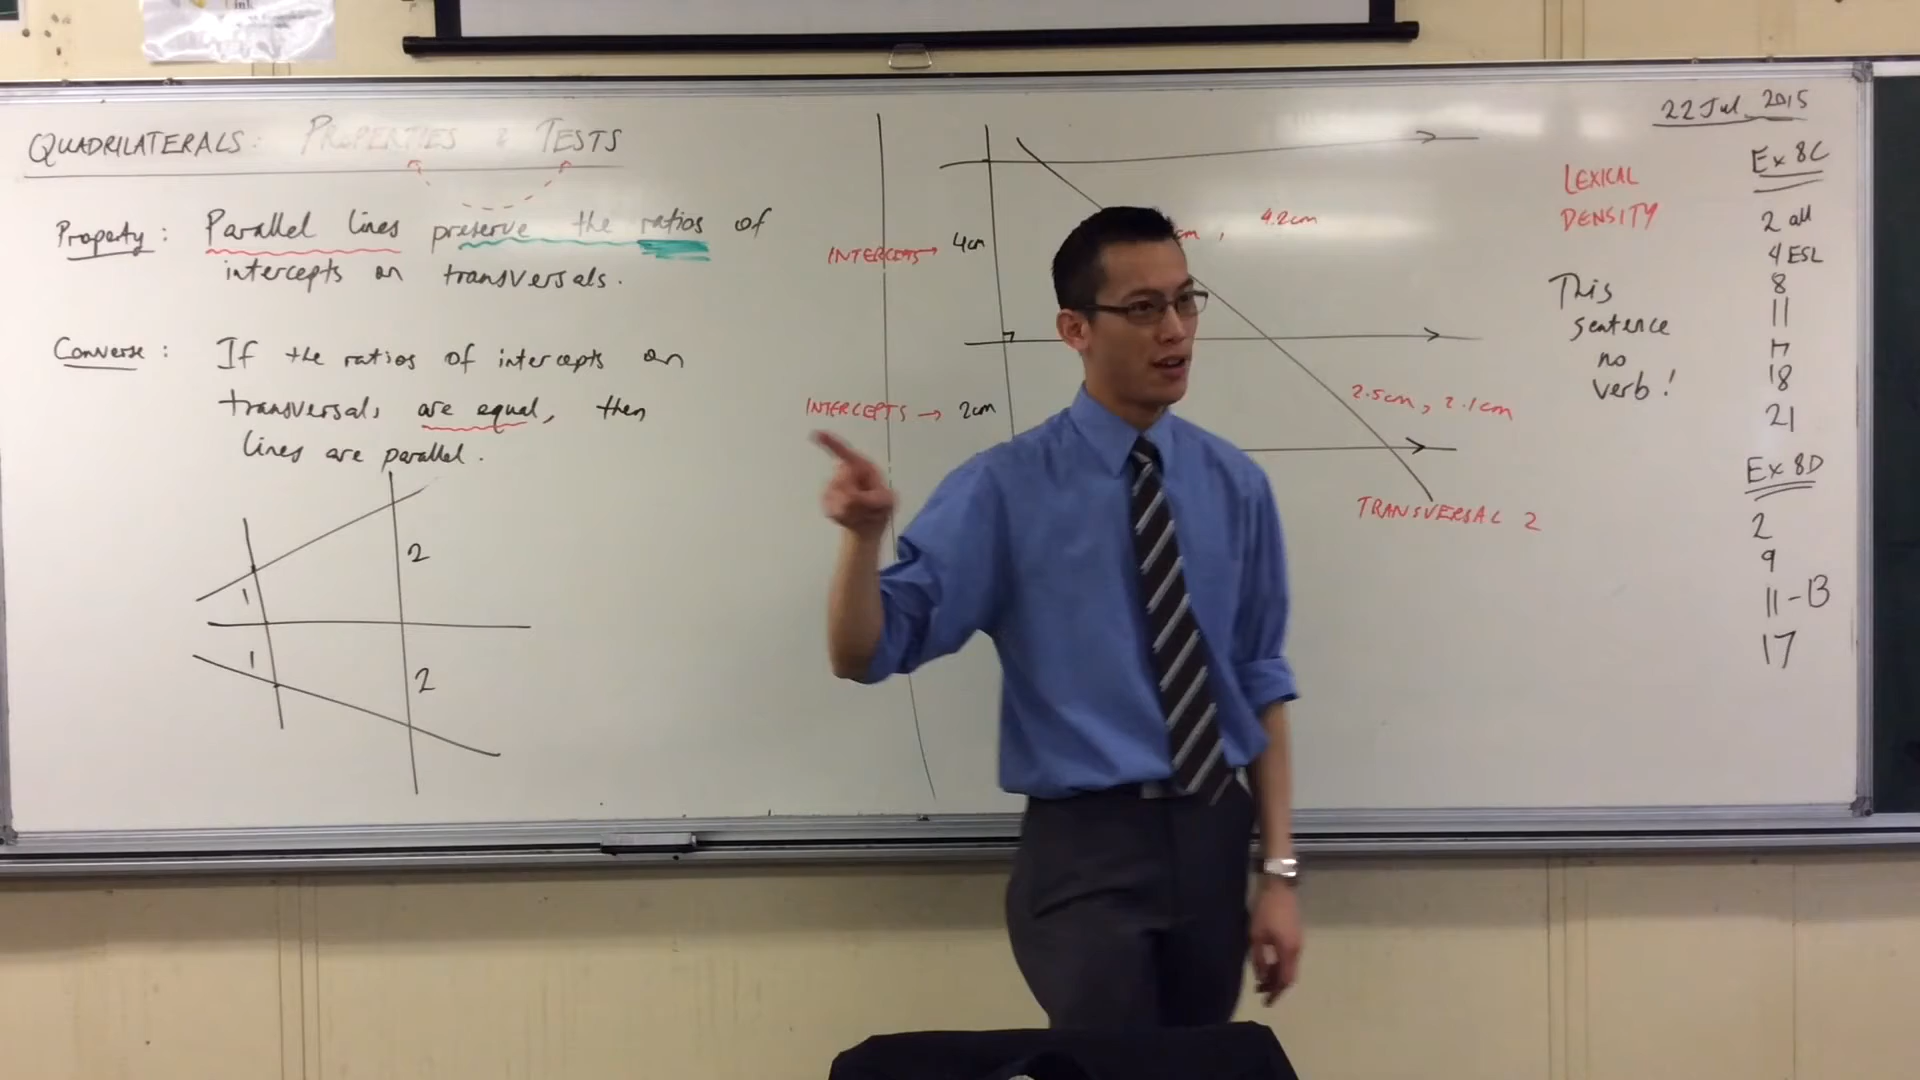 QUADRILATERALS: PROPERTIES & TESTS
Property: Parallel lines preserve the ratios of
intercepts on transversals.
Converse: If the ratios of intercepts on
transversals are equal, then
lines are parallel.
1
2
1
2
INTERCEPTS → 4cm
cm, 4.2cm
INTERCEPTS → 2cm
2.5cm, 2.1cm
TRANSVERSAL 2
LEXICAL
DENSITY
This
sentence
no
verb!
22 Jul 2015
Ex 8C
2 all
4 ESL
8
11
17
18
21
Ex 8D
2
9
11-13
17